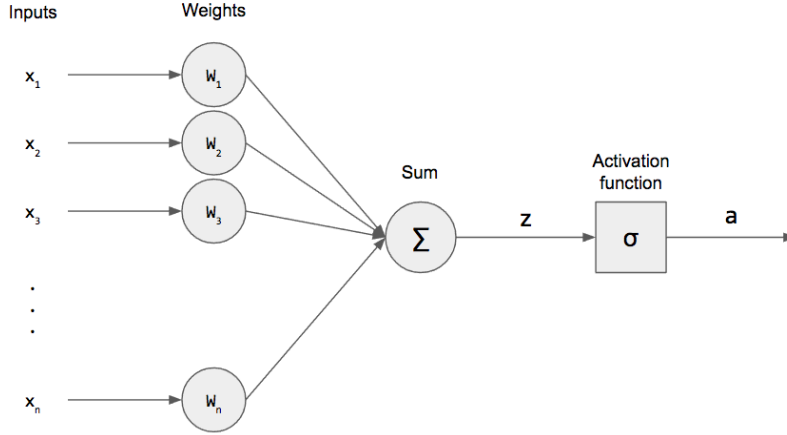 Inputs
Weights
x₁
W₁
x₂
W₂
x₃
W₃
Sum
Σ
z
Activation
function
σ
a
.
.
.
xₙ
Wₙ